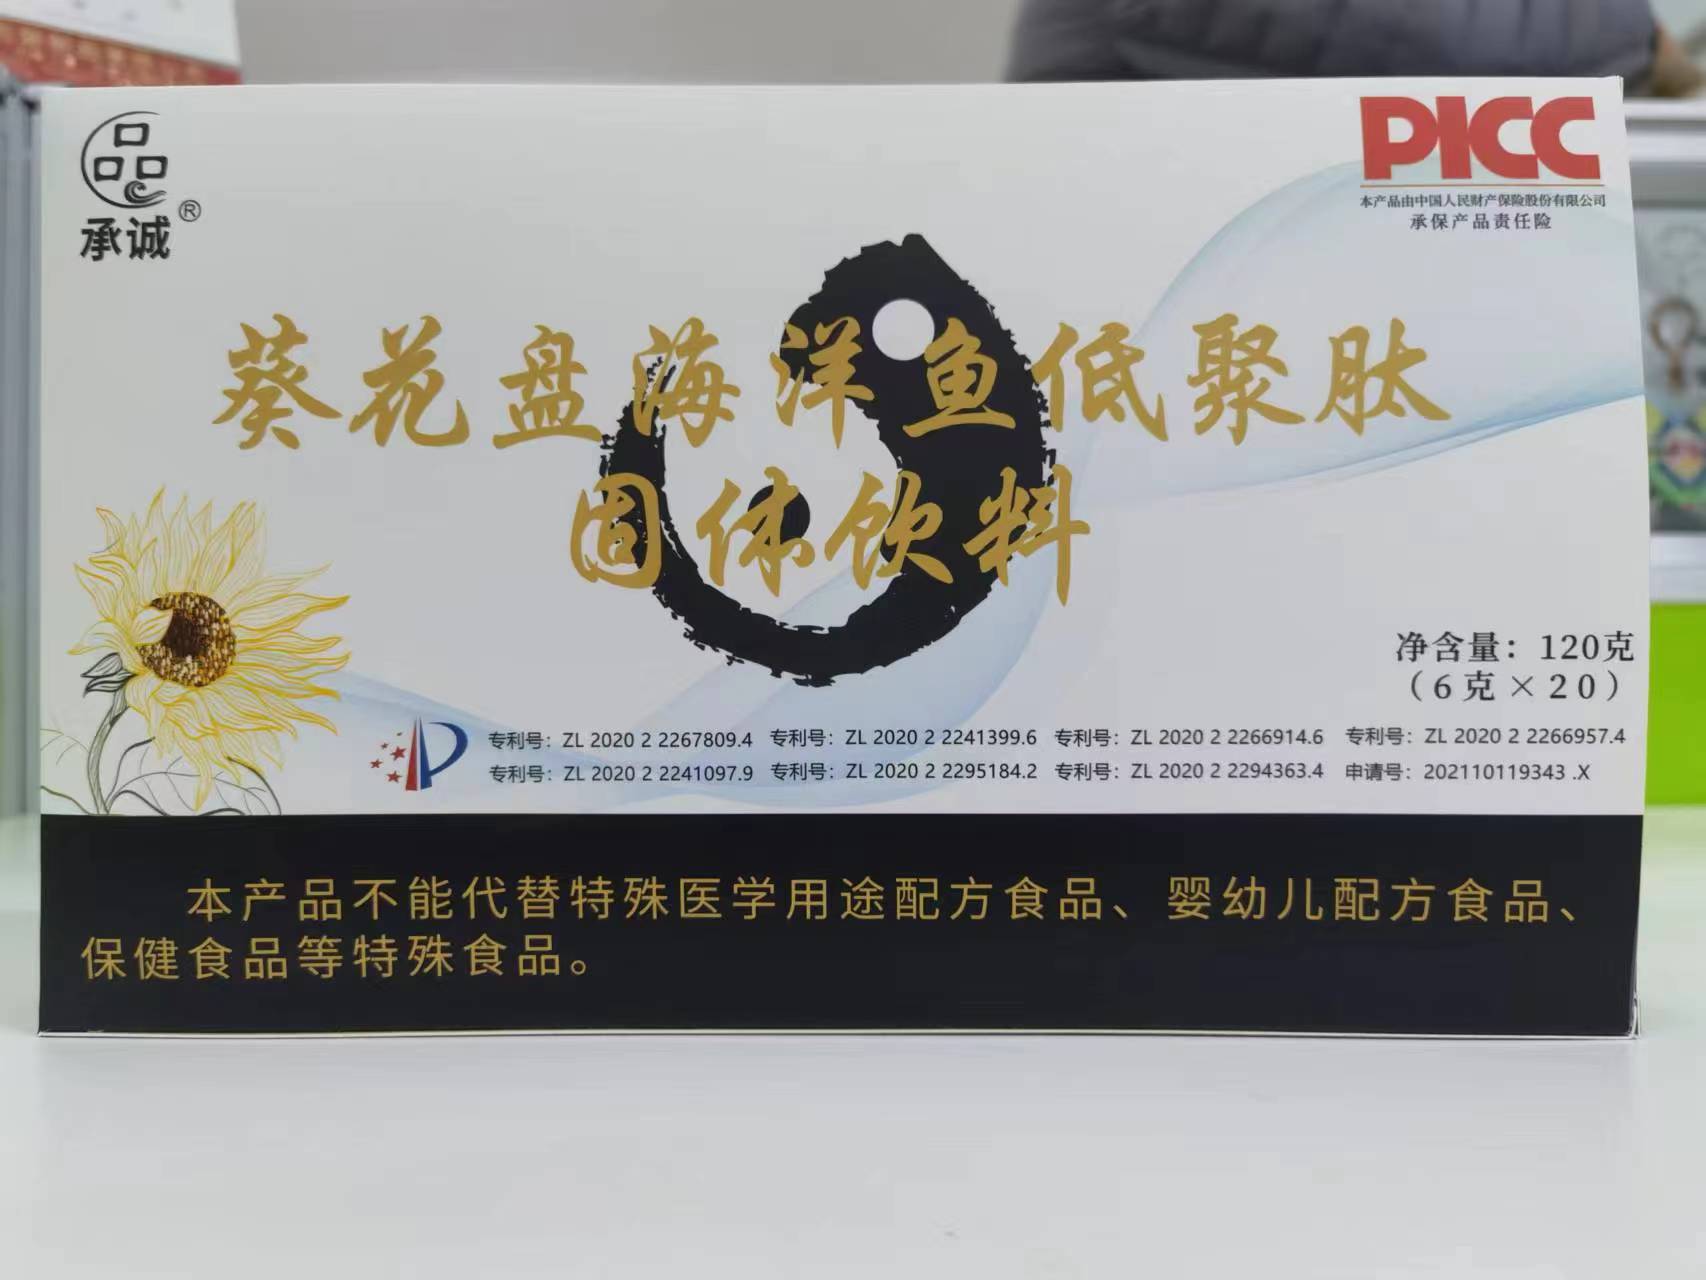 品
承诚®
PICC
本产品由中国人民财产保险股份有限公司
承保产品责任险
葵花盘海洋鱼低聚肽
固体饮料
净含量：120克
（6克×20）
专利号：ZL 2020 2 2267809.4 专利号：ZL 2020 2 2241399.6 专利号：ZL 2020 2 2266914.6 专利号：ZL 2020 2 2266957.4
专利号：ZL 2020 2 2241097.9 专利号：ZL 2020 2 2295184.2 专利号：ZL 2020 2 2294363.4 申请号：202110119343 .X
本产品不能代替特殊医学用途配方食品、婴幼儿配方食品、
保健食品等特殊食品。